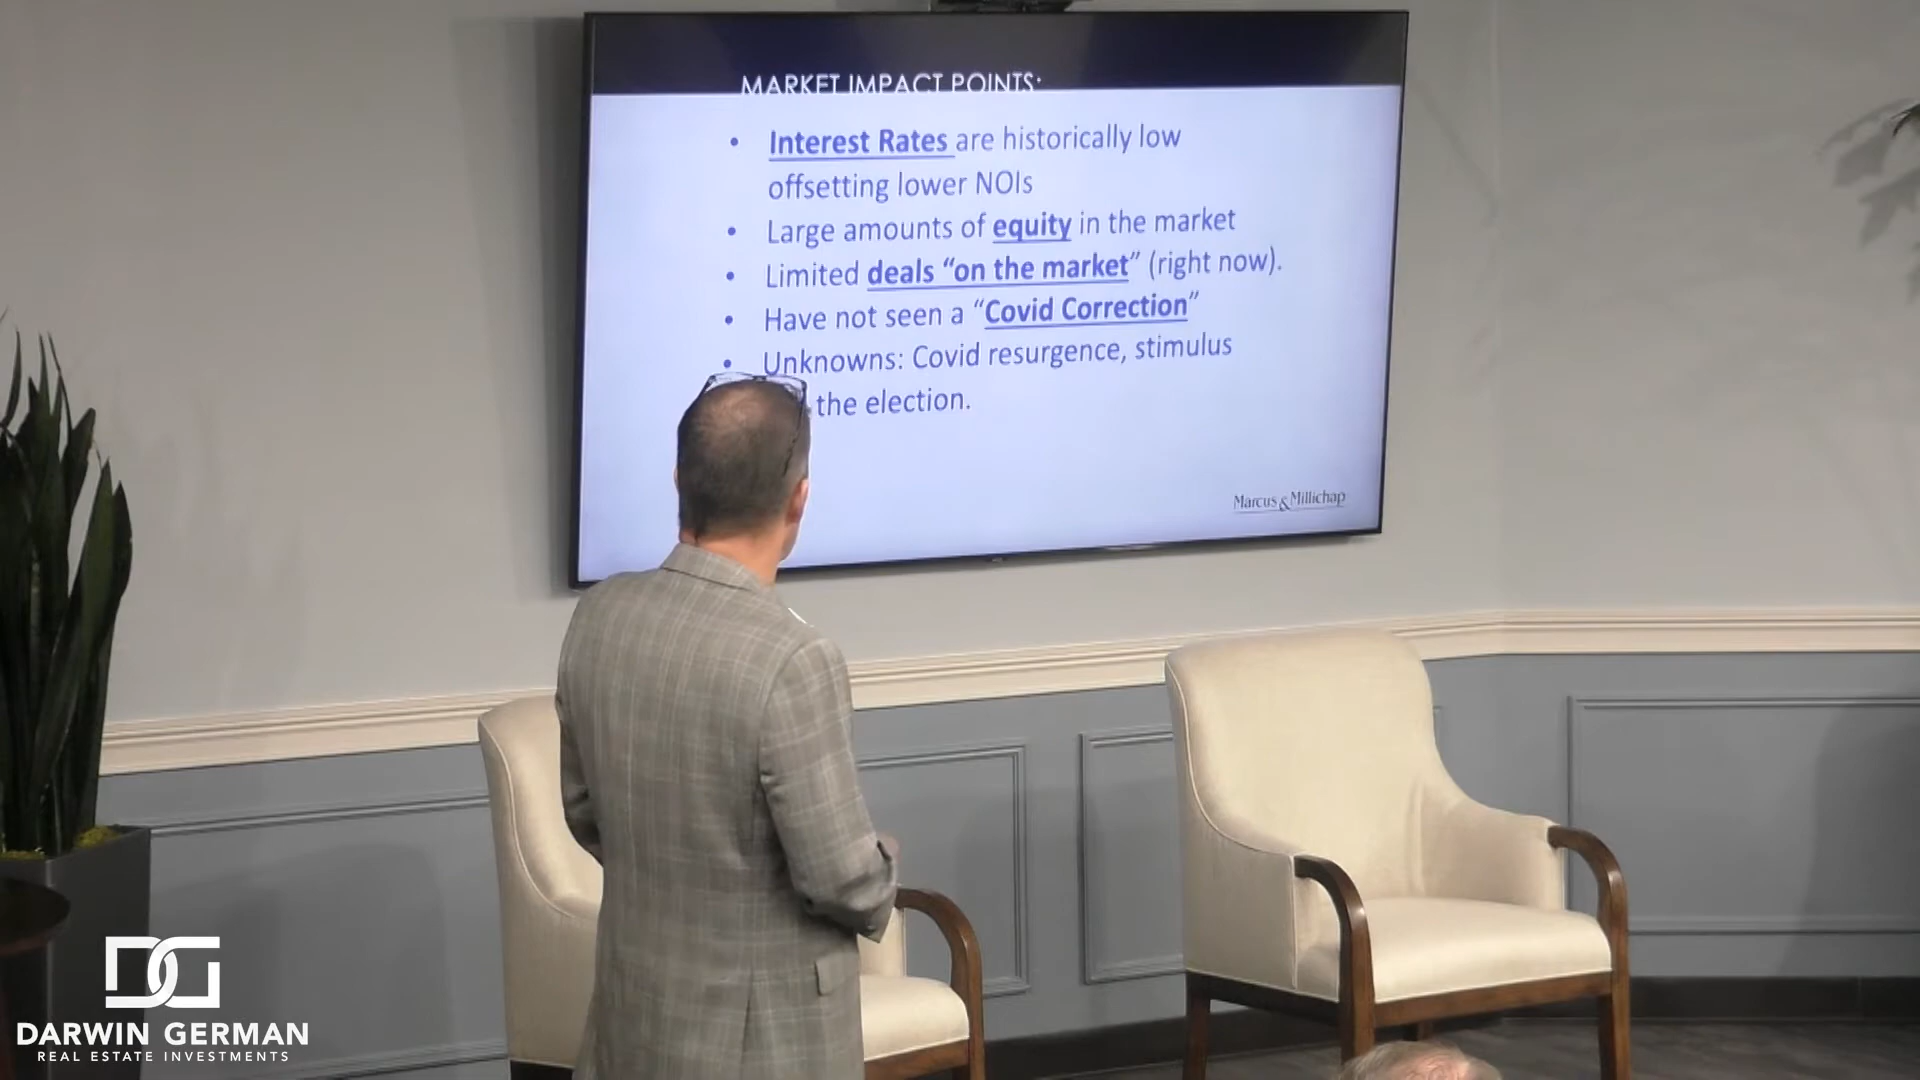 MARKET IMPACT POINTS:
• Interest Rates are historically low
offsetting lower NOIs
• Large amounts of equity in the market
• Limited deals “on the market” (right now).
• Have not seen a “Covid Correction”
• Unknowns: Covid resurgence, stimulus
the election.
Marcus & Millichap
DG
DARWIN GERMAN
REAL ESTATE INVESTMENTS